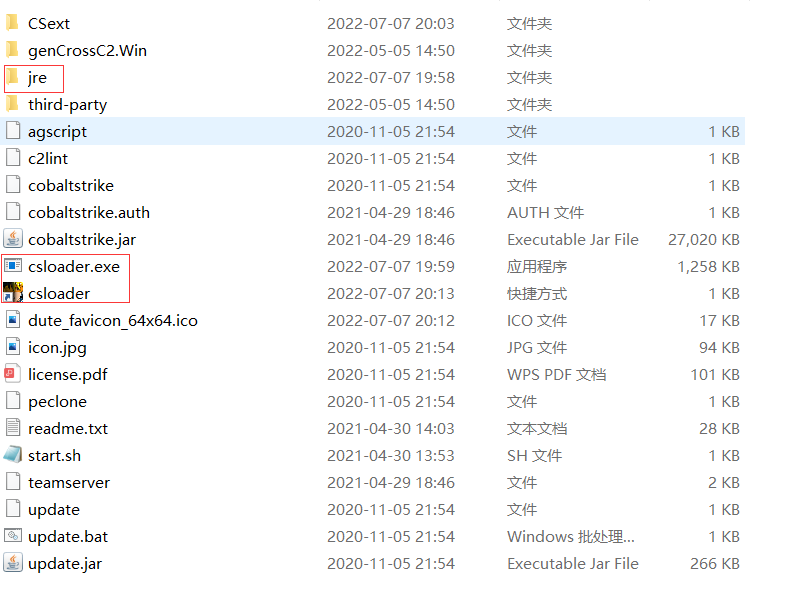 CSext 2022-07-07 20:03 文件夹
genCrossC2.Win 2022-05-05 14:50 文件夹
jre 2022-07-07 19:58 文件夹
third-party 2022-05-05 14:50 文件夹
agscript 2020-11-05 21:54 文件 1 KB
c2lint 2020-11-05 21:54 文件 1 KB
cobaltstrike 2020-11-05 21:54 文件 1 KB
cobaltstrike.auth 2021-04-29 18:46 AUTH 文件 1 KB
cobaltstrike.jar 2021-04-29 18:46 Executable Jar File 27,020 KB
csloader.exe 2022-07-07 19:59 应用程序 1,258 KB
csloader 2022-07-07 20:13 快捷方式 1 KB
dute_favicon_64x64.ico 2022-07-07 20:12 ICO 文件 17 KB
icon.jpg 2020-11-05 21:54 JPG 文件 94 KB
license.pdf 2020-11-05 21:54 WPS PDF 文档 101 KB
peclone 2020-11-05 21:54 文件 1 KB
readme.txt 2021-04-30 14:03 文本文档 28 KB
start.sh 2021-04-30 13:53 SH 文件 1 KB
teamserver 2021-04-29 18:46 文件 2 KB
update 2020-11-05 21:54 文件 1 KB
update.bat 2020-11-05 21:54 Windows 批处理... 1 KB
update.jar 2020-11-05 21:54 Executable Jar File 266 KB